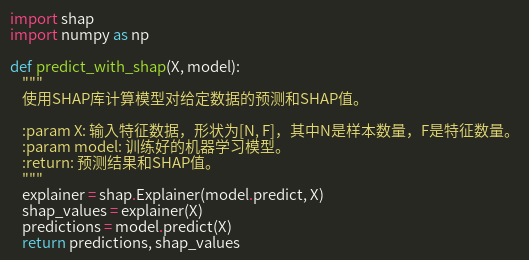 import shap
import numpy as np

def predict_with_shap(X, model):
    """
    使用SHAP库计算模型对给定数据的预测和SHAP值。

    :param X: 输入特征数据，形状为[N, F]，其中N是样本数量，F是特征数量。
    :param model: 训练好的机器学习模型。
    :return: 预测结果和SHAP值。
    """
    explainer = shap.Explainer(model.predict, X)
    shap_values = explainer(X)
    predictions = model.predict(X)
    return predictions, shap_values